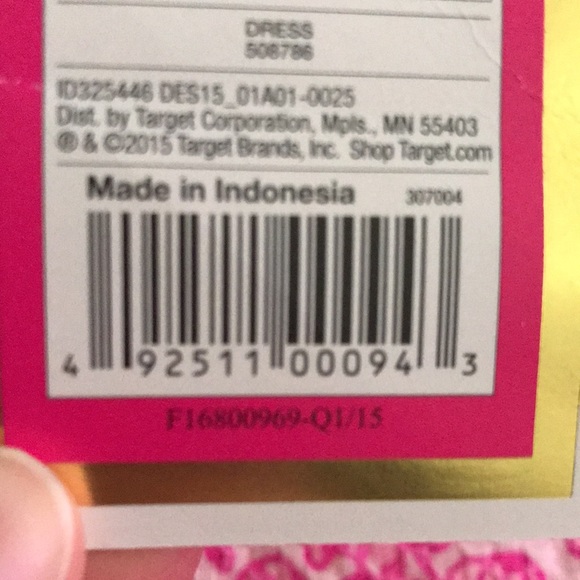 DRESS
508786
ID325446 DES15_01A01-0025
Dist. by Target Corporation, Mpls., MN 55403
® & ©2015 Target Brands, Inc. Shop Target.com
Made in Indonesia 307004
4 92511 00094 3
F16800969-Q1/15